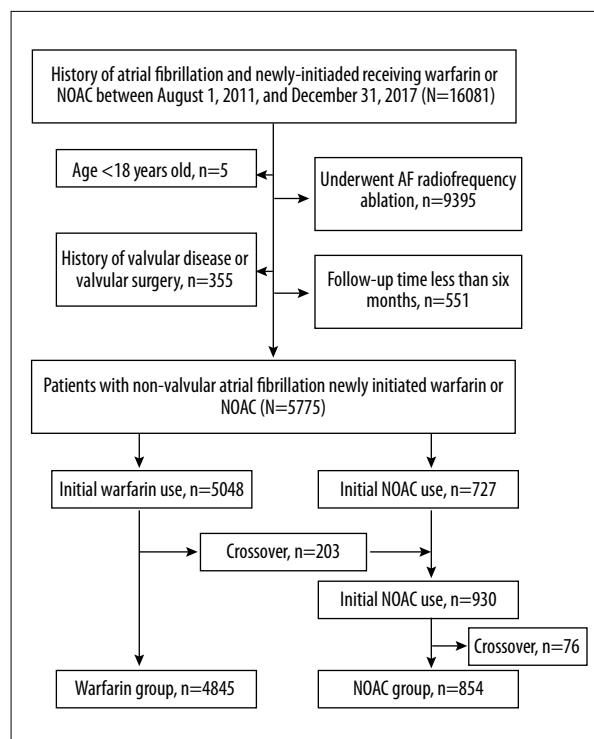 History of atrial fibrillation and newly-initiaded receiving warfarin or
NOAC between August 1, 2011, and December 31, 2017 (N=16081)
Age <18 years old, n=5
Underwent AF radiofrequency
ablation, n=9395
History of valvular disease or
valvular surgery, n=355
Follow-up time less than six
months, n=551
Patients with non-valvular atrial fibrillation newly initiated warfarin or
NOAC (N=5775)
Initial warfarin use, n=5048
Initial NOAC use, n=727
Crossover, n=203
Initial NOAC use, n=930
Crossover, n=76
Warfarin group, n=4845
NOAC group, n=854